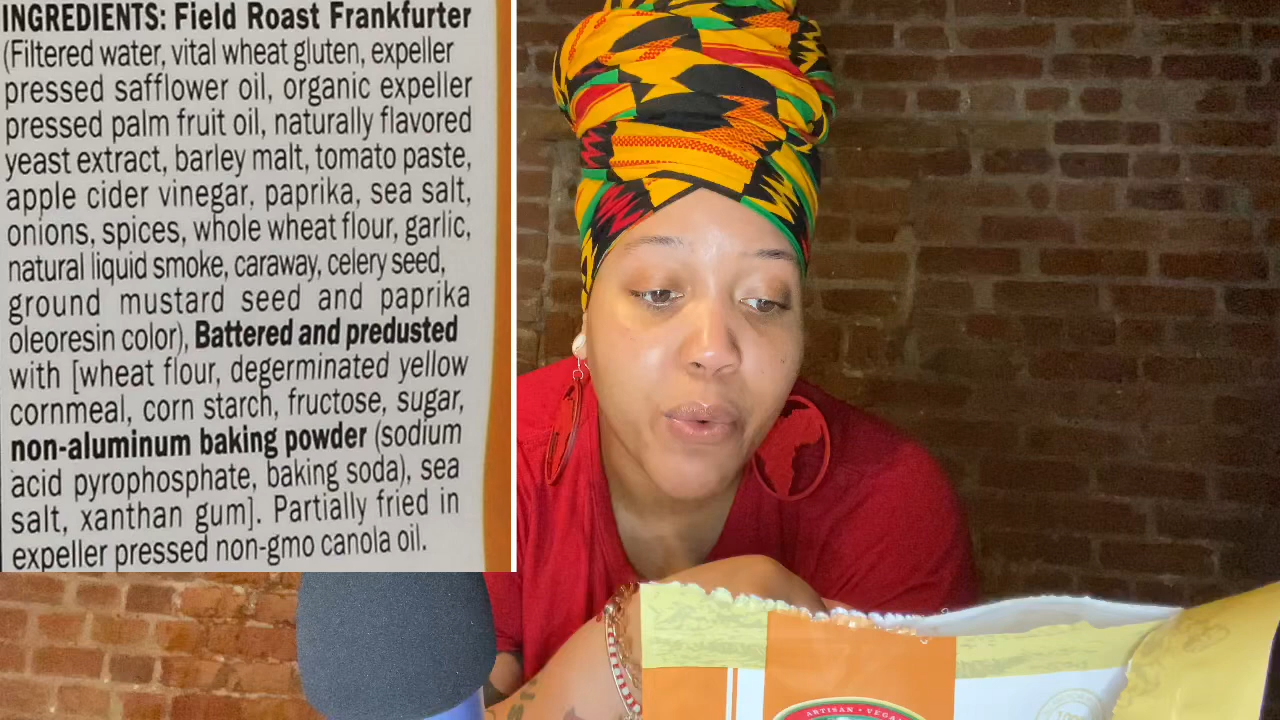 INGREDIENTS: Field Roast Frankfurter
(Filtered water, vital wheat gluten, expeller
pressed safflower oil, organic expeller
pressed palm fruit oil, naturally flavored
yeast extract, barley malt, tomato paste,
apple cider vinegar, paprika, sea salt,
onions, spices, whole wheat flour, garlic,
natural liquid smoke, caraway, celery seed,
ground mustard seed and paprika
oleoresin color), Battered and predusted
with [wheat flour, degerminated yellow
cornmeal, corn starch, fructose, sugar,
non-aluminum baking powder (sodium
acid pyrophosphate, baking soda), sea
salt, xanthan gum]. Partially fried in
expeller pressed non-gmo canola oil.
ARTISAN • VEGAN